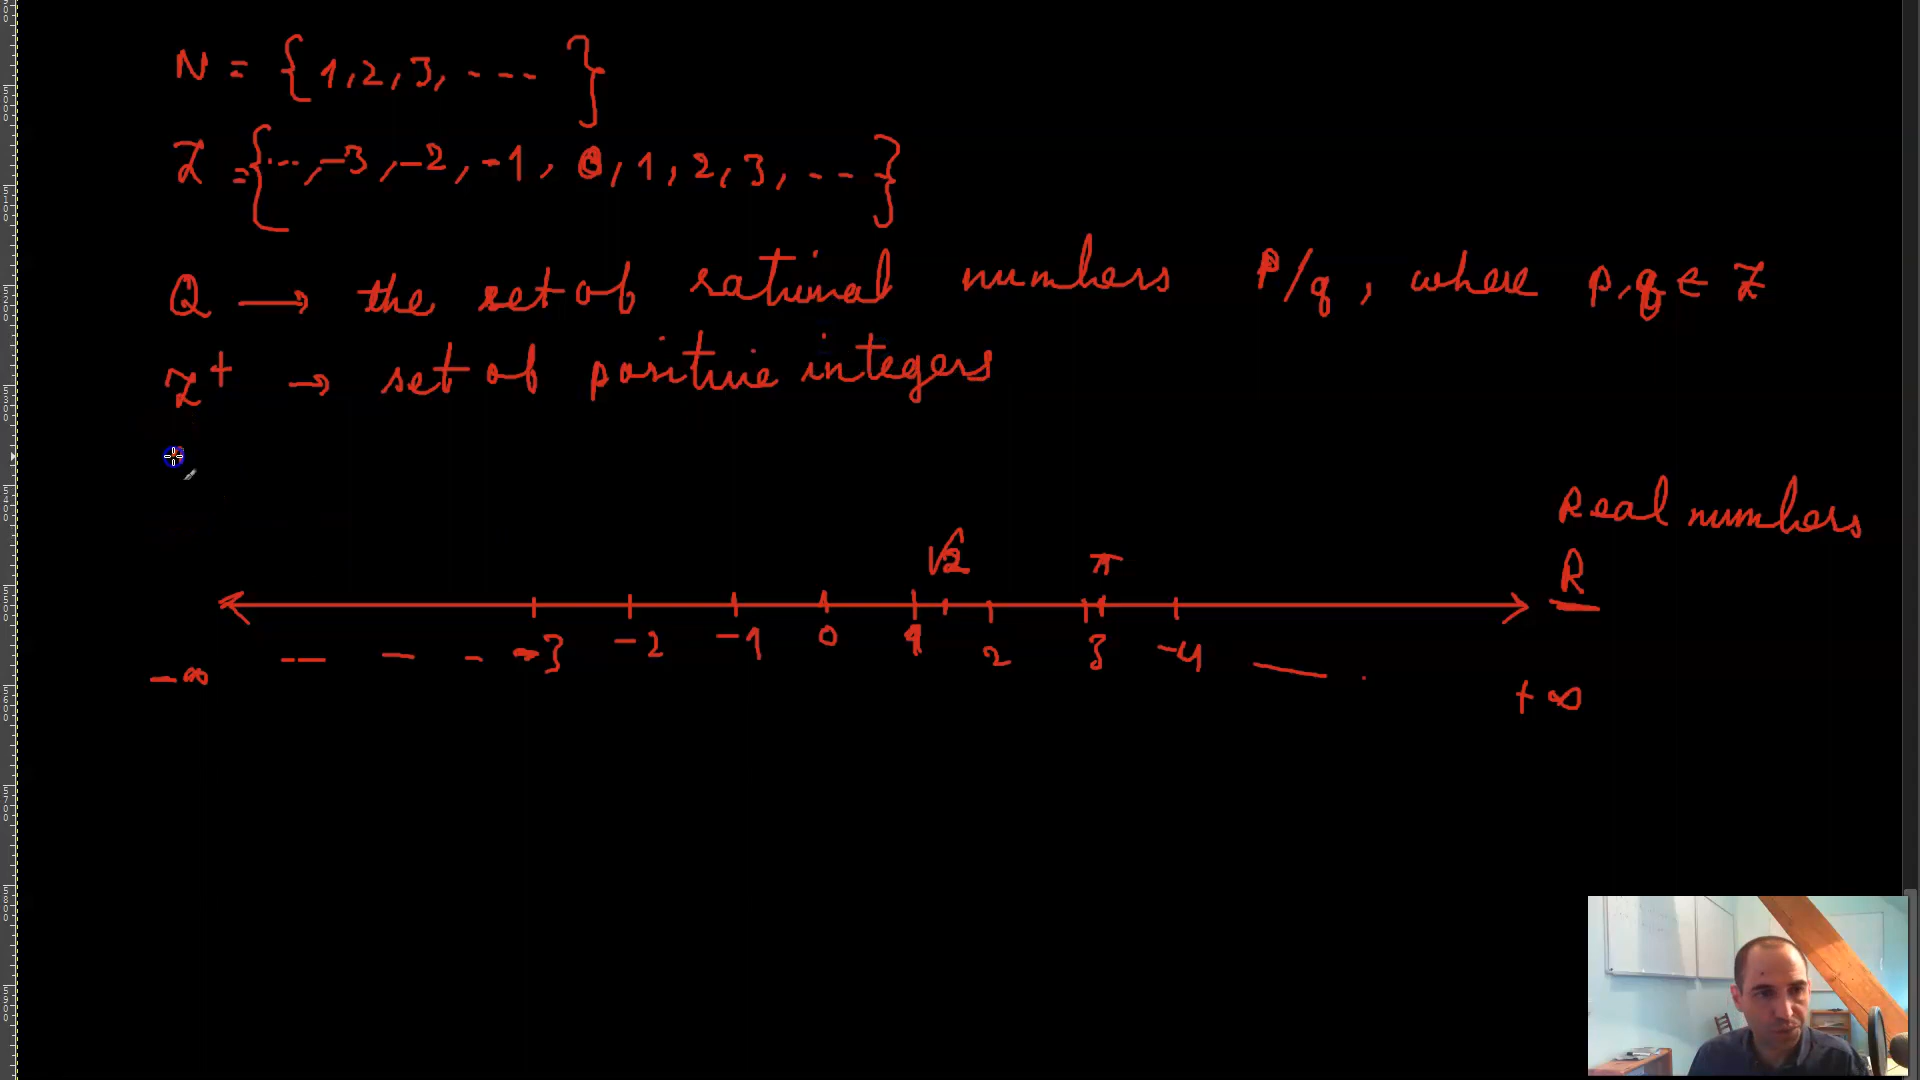 N = {1, 2, 3, ---- }
Z = {..., -3, -2, -1, 0, 1, 2, 3, --- }
Q → the set of rational numbers P/q, where p, q ∈ Z
Z+ → set of positive integers
Real numbers
√2 π R
-3 -2 -1 0 1 2 3 -4
-∞ +∞